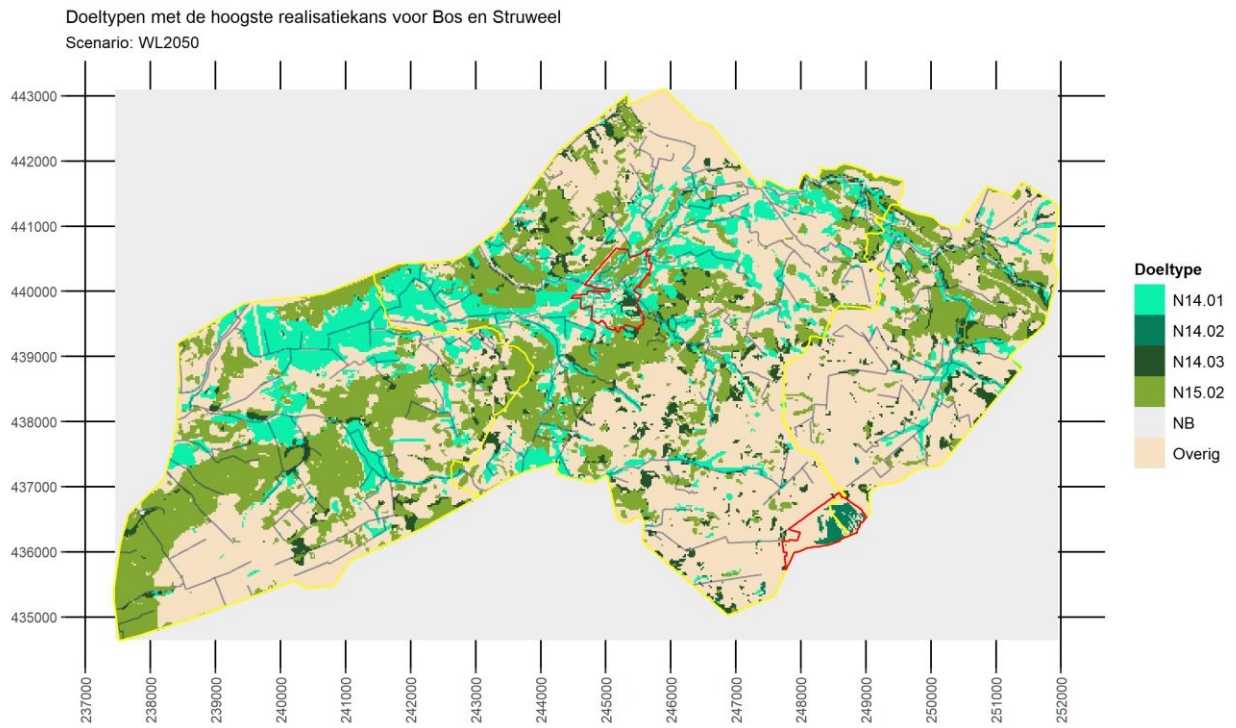 Doeltypen met de hoogste realisatiekans voor Bos en Struweel
Scenario: WL2050
443000
442000
441000
440000
439000
438000
437000
436000
435000
237000
238000
239000
240000
241000
242000
243000
244000
245000
246000
247000
248000
249000
250000
251000
252000
Doeltype
N14.01
N14.02
N14.03
N15.02
NB
Overig